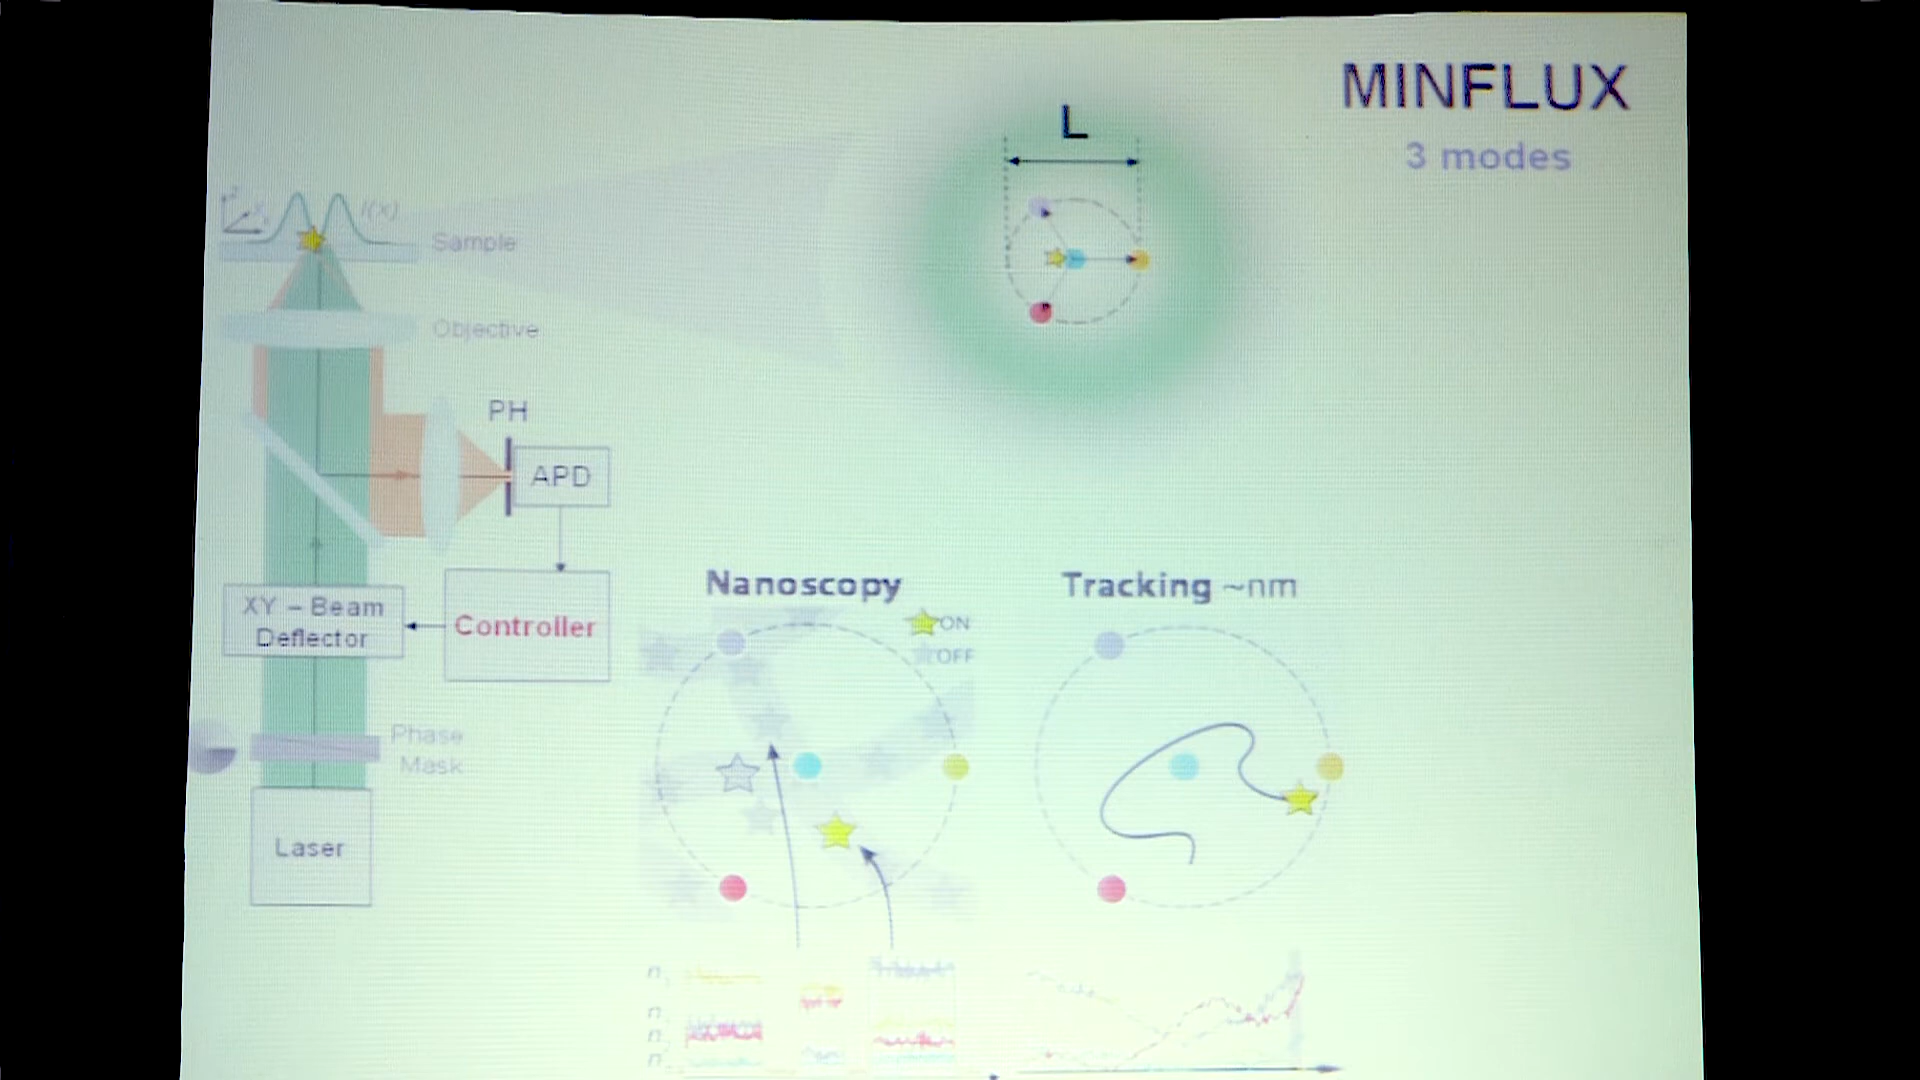 MINFLUX
3 modes
L
I(x)
Sample
Objective
PH
APD
XY – Beam
Deflector
Controller
Phase
Mask
Laser
Nanoscopy
ON
OFF
Tracking ~nm
n
n
n
n